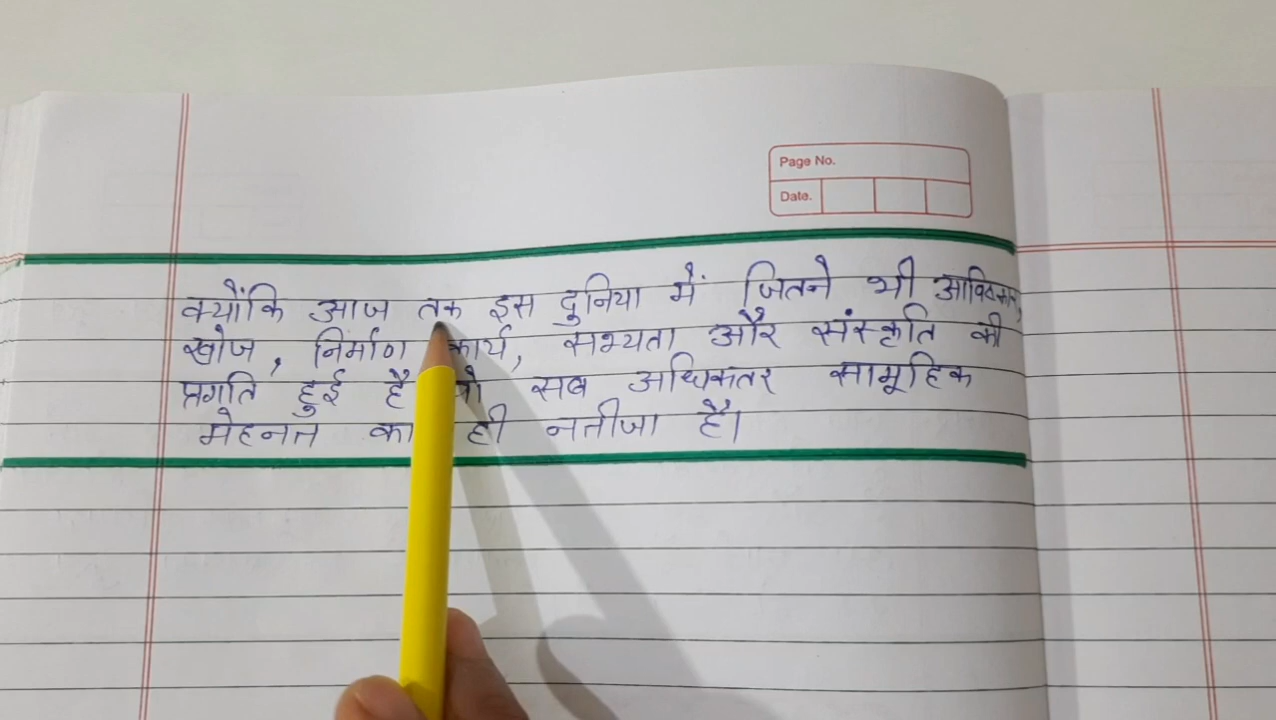 Page No.
Date.
क्योंकि आज तक इस दुनिया में जितने भी आविष्कार,
खोज, निर्माण कार्य, सभ्यता और संस्कृति की
प्रगति हुई है वो सब अधिकतर सामूहिक
मेहनत का ही नतीजा है।